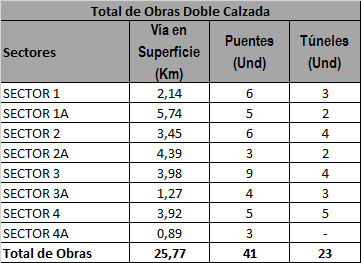 Total de Obras Doble Calzada
Sectores Vía en Superficie (Km) Puentes (Und) Túneles (Und)
SECTOR 1 2,14 6 3
SECTOR 1A 5,74 5 2
SECTOR 2 3,45 6 4
SECTOR 2A 4,39 3 2
SECTOR 3 3,98 9 4
SECTOR 3A 1,27 4 3
SECTOR 4 3,92 5 5
SECTOR 4A 0,89 3 -
Total de Obras 25,77 41 23